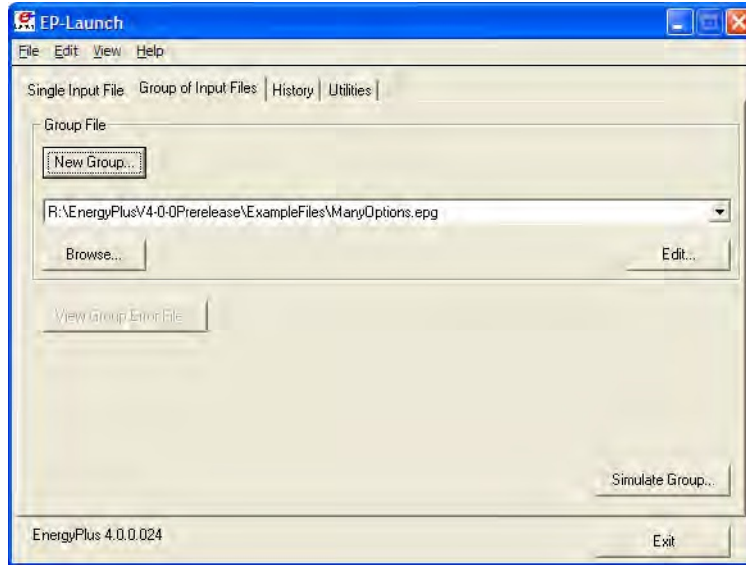 EP-Launch
File Edit View Help
Single Input File Group of Input Files History Utilities
Group File
New Group...
R:\EnergyPlusV4-0-0Prerelease\ExampleFiles\ManyOptions.epg
Browse... Edit...
View Group Error File
Simulate Group...
EnergyPlus 4.0.0.024 Exit